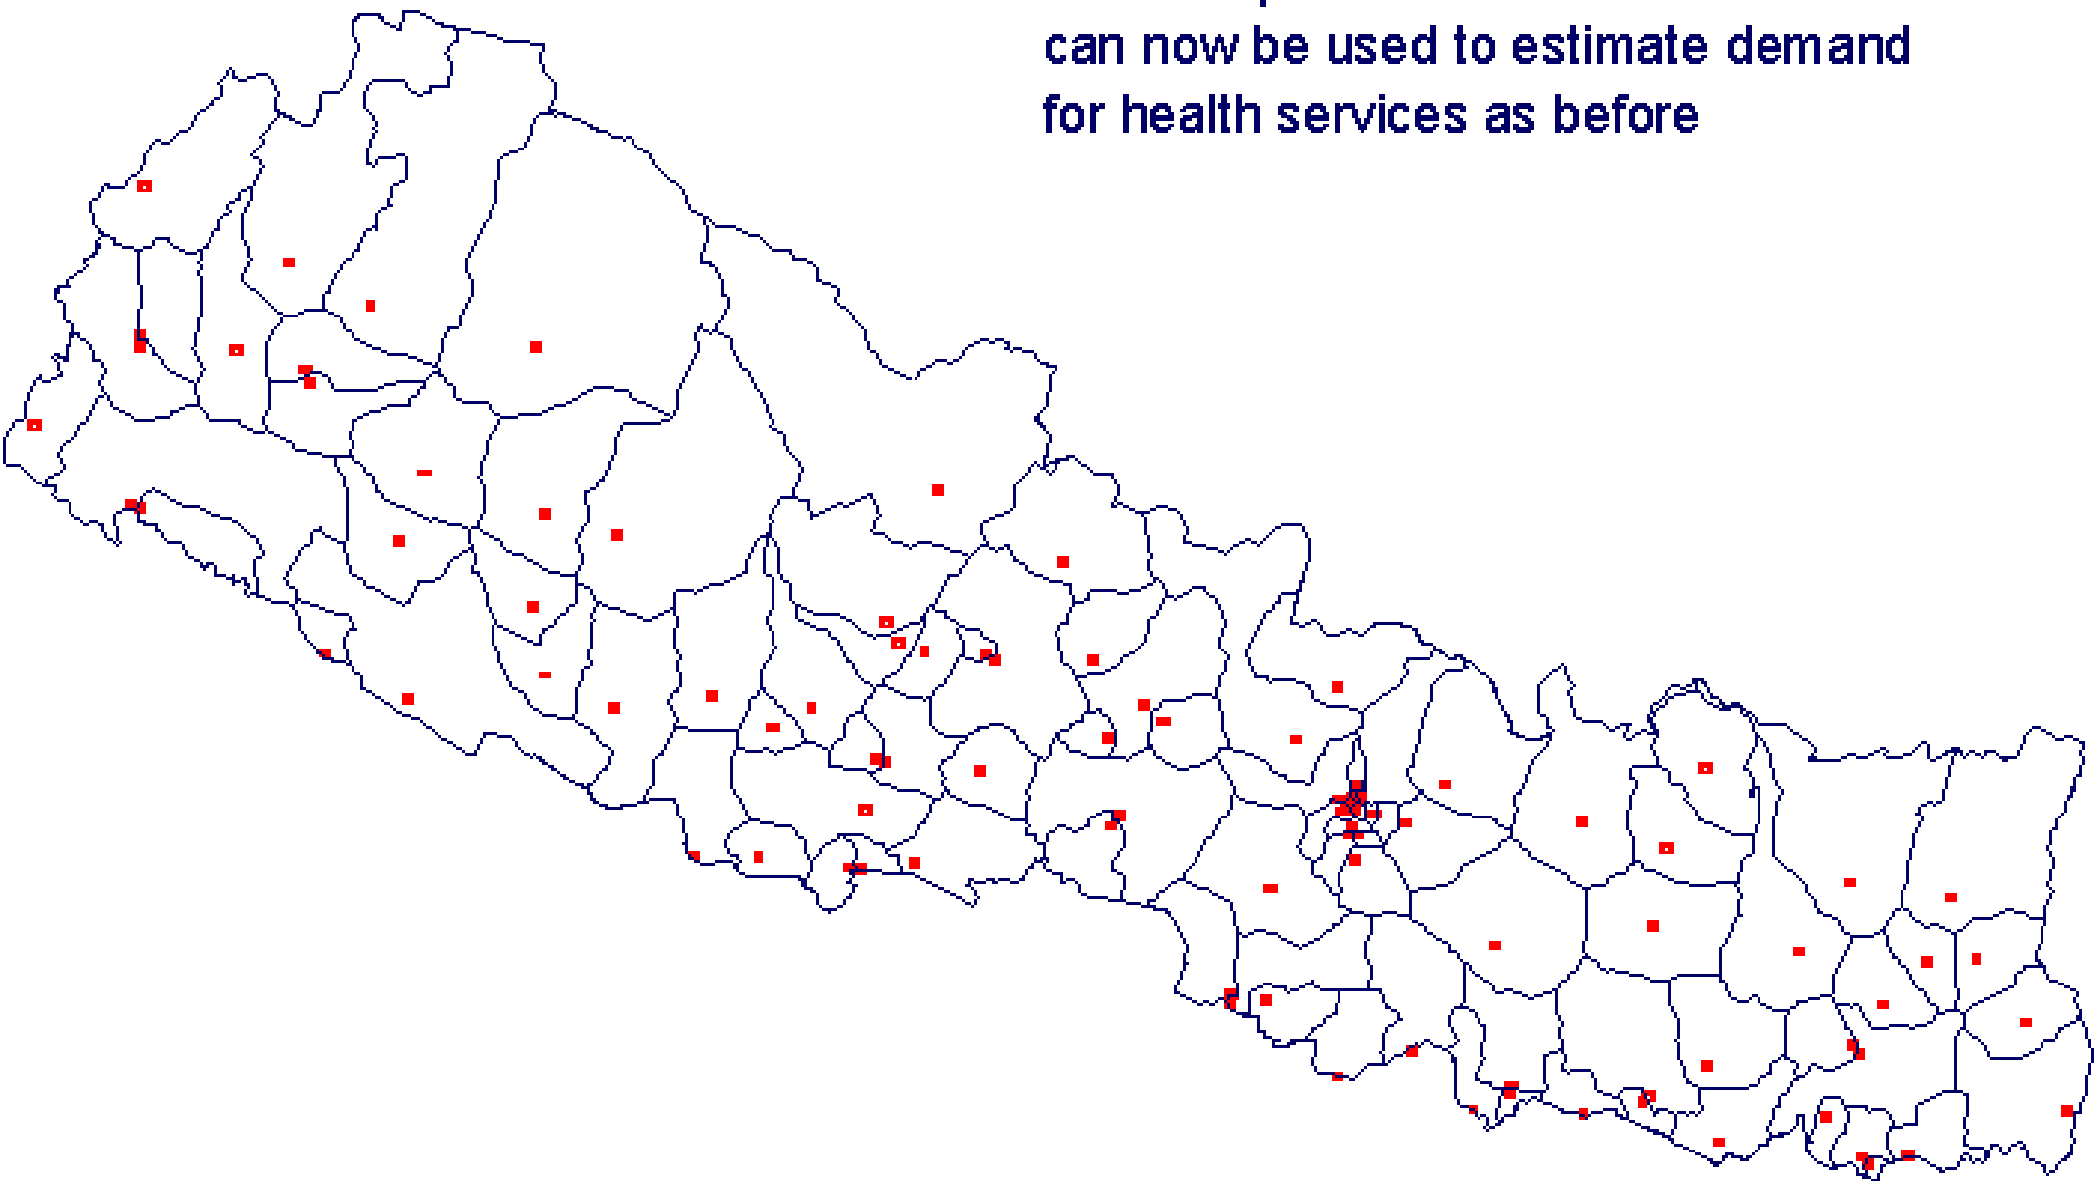 can now be used to estimate demand
for health services as before